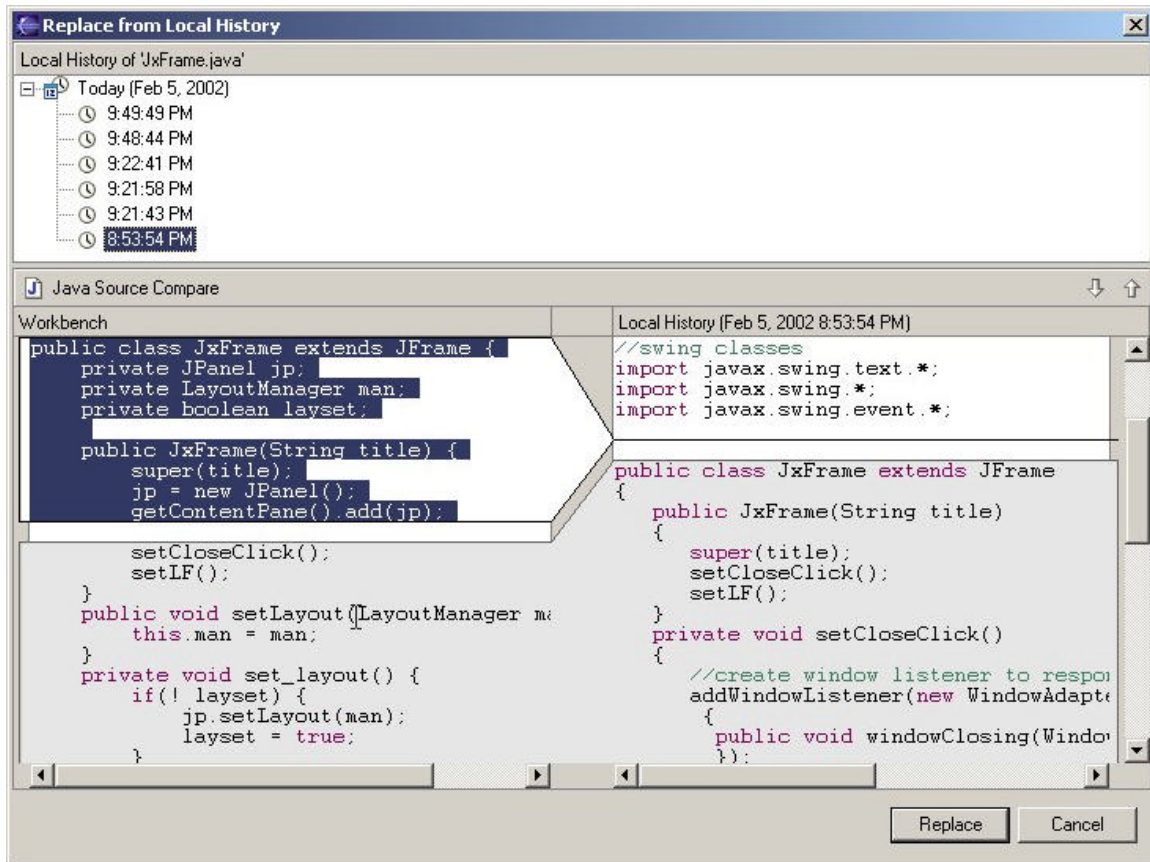 Replace from Local History
Local History of 'JxFrame.java'
Today (Feb 5, 2002)
9:49:49 PM
9:48:44 PM
9:22:41 PM
9:21:58 PM
9:21:43 PM
8:53:54 PM
Java Source Compare
Workbench
public class JxFrame extends JFrame {
private JPanel jp;
private LayoutManager man;
private boolean layset;
public JxFrame(String title) {
super(title);
jp = new JPanel();
getContentPane().add(jp);
setCloseClick();
setLF();
}
public void setLayout(LayoutManager ma
this.man = man;
}
private void set_layout() {
if(! layset) {
jp.setLayout(man);
layset = true;
}
Local History (Feb 5, 2002 8:53:54 PM)
//swing classes
import javax.swing.text.*;
import javax.swing.*;
import javax.swing.event.*;
public class JxFrame extends JFrame
{
public JxFrame(String title)
{
super(title);
setCloseClick();
setLF();
}
private void setCloseClick()
{
//create window listener to respon
addWindowListener(new WindowAdapte
{
public void windowClosing(Window
});
Replace
Cancel